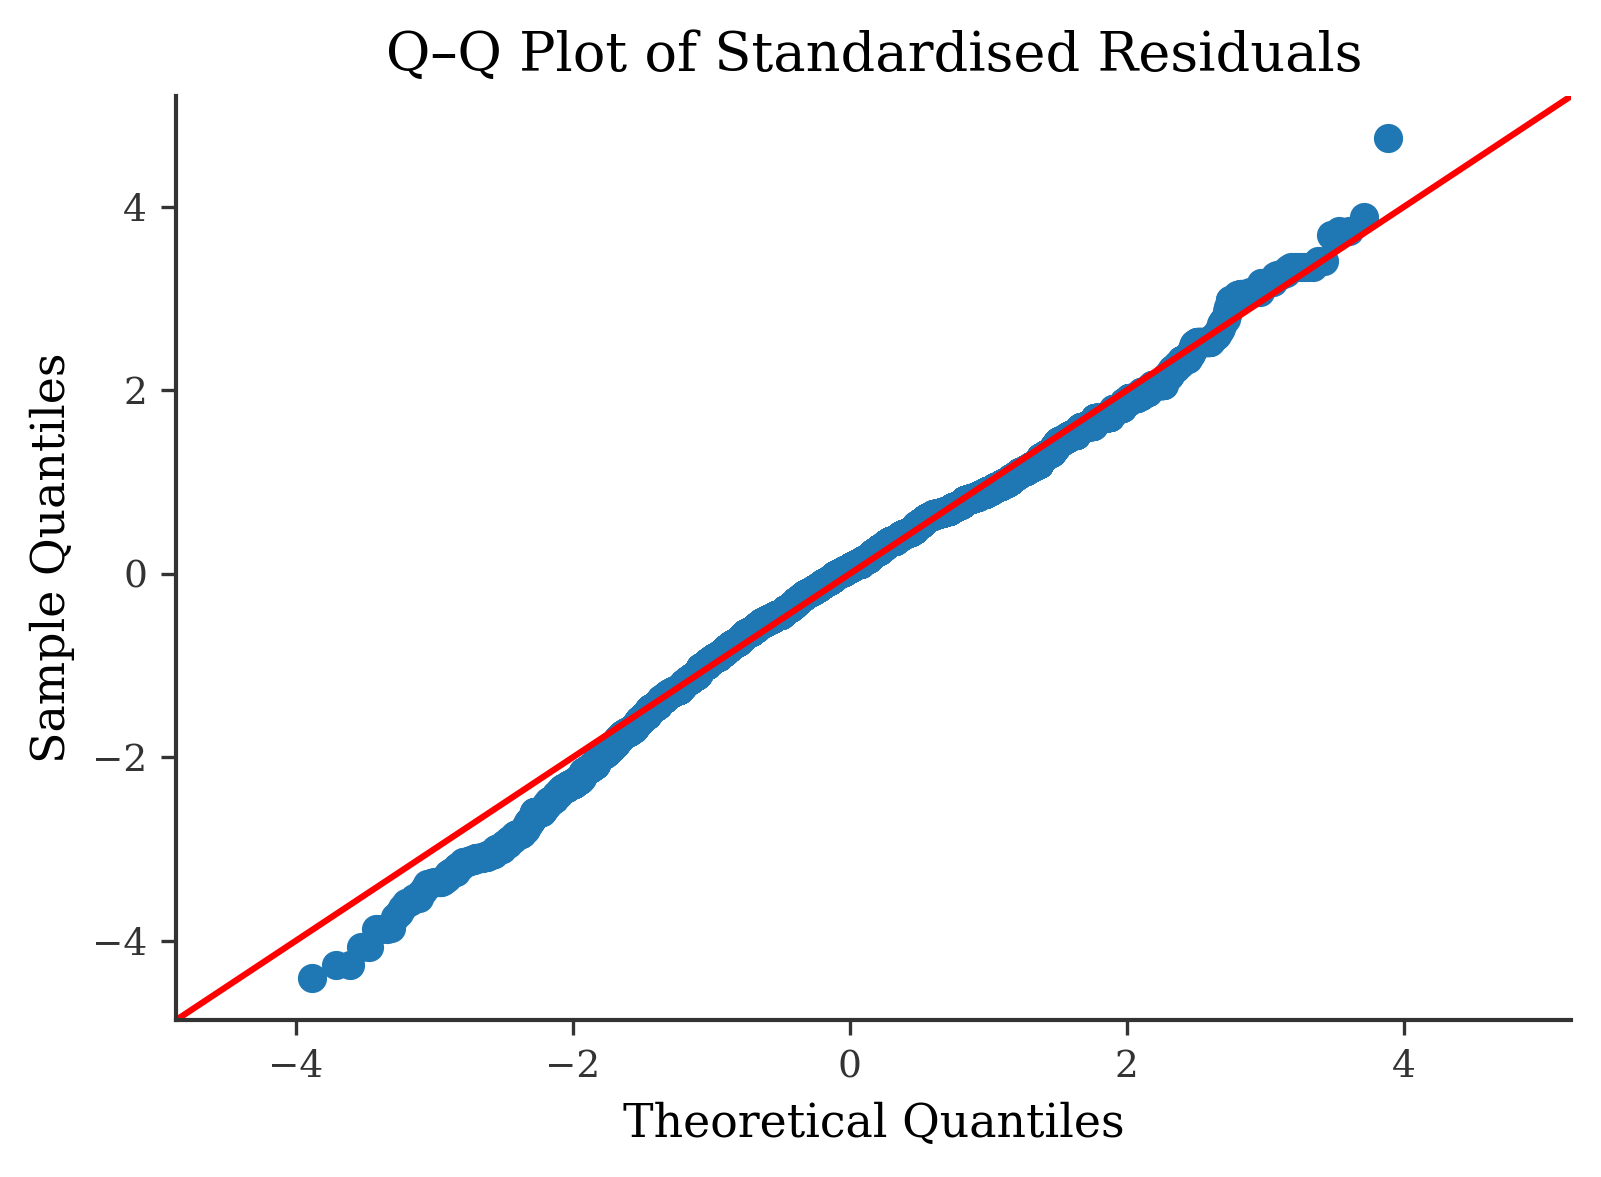 Q–Q Plot of Standardised Residuals
4
2
0
−2
−4
Sample Quantiles
−4 −2 0 2 4
Theoretical Quantiles